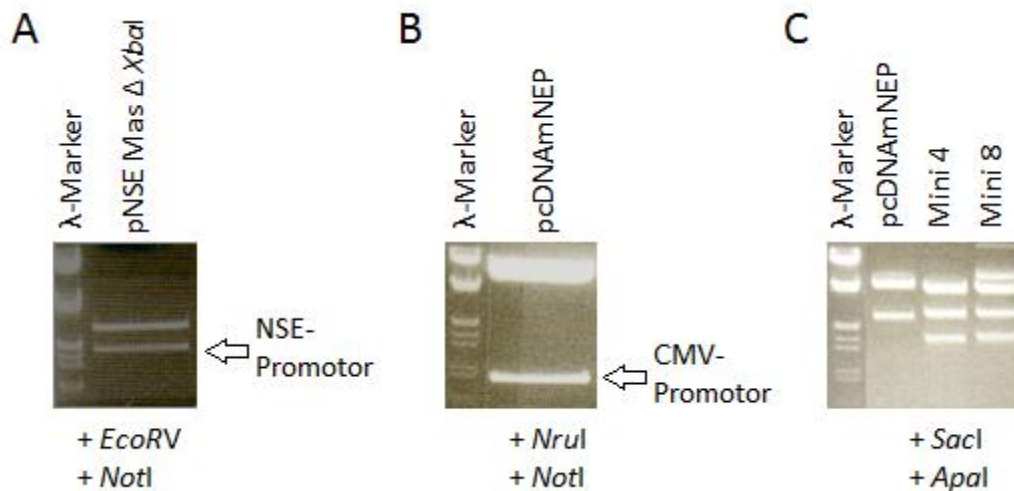 A
λ-Marker
pNSE Mas Δ XbaI
NSE-
Promotor
+ EcoRV
+ NotI
B
λ-Marker
pcDNAmNEP
CMV-
Promotor
+ NruI
+ NotI
C
λ-Marker
pcDNAmNEP
Mini 4
Mini 8
+ SacI
+ ApaI